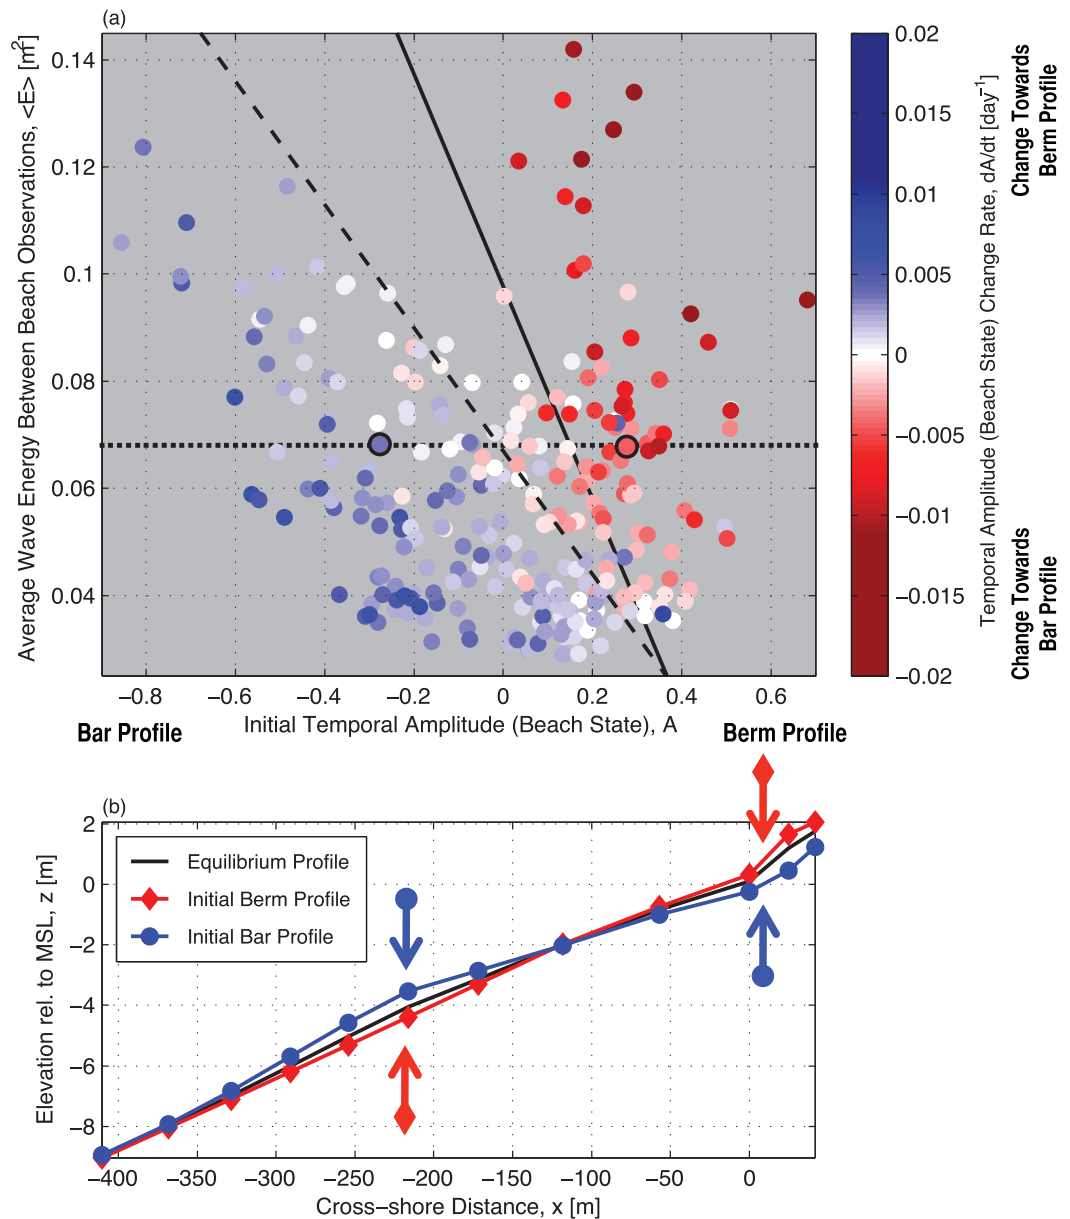 (a)
Average Wave Energy Between Beach Observations, <E> [m²]
0.14
0.12
0.1
0.08
0.06
0.04
−0.8 −0.6 −0.4 −0.2 0 0.2 0.4 0.6
Bar Profile
Initial Temporal Amplitude (Beach State), A
Berm Profile
0.02
0.015
0.01
0.005
0
−0.005
−0.01
−0.015
−0.02
Temporal Amplitude (Beach State) Change Rate, dA/dt [day⁻¹]
Change Towards
Berm Profile
Change Towards
Bar Profile
(b)
Elevation rel. to MSL, z [m]
2
0
−2
−4
−6
−8
Equilibrium Profile
Initial Berm Profile
Initial Bar Profile
−400 −350 −300 −250 −200 −150 −100 −50 0
Cross−shore Distance, x [m]